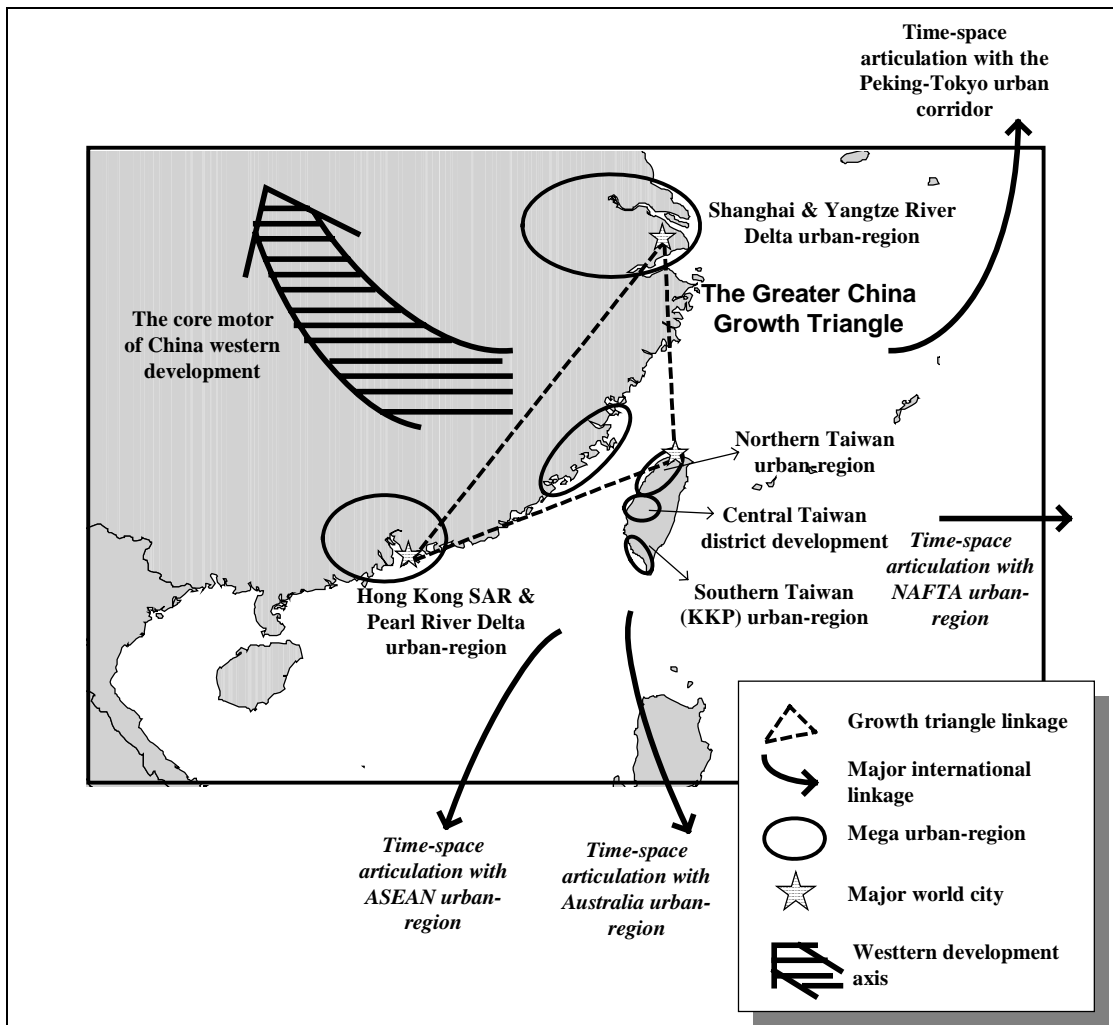 Time-space
articulation with the
Peking-Tokyo urban
corridor
Shanghai & Yangtze River
Delta urban-region
The Greater China
Growth Triangle
The core motor
of China western
development
Northern Taiwan
urban-region
Central Taiwan
district development
Southern Taiwan
(KKP) urban-region
Time-space
articulation with
NAFTA urban-
region
Hong Kong SAR &
Pearl River Delta
urban-region
Time-space
articulation with
ASEAN urban-
region
Time-space
articulation with
Australia urban-
region
Growth triangle linkage
Major international
linkage
Mega urban-region
Major world city
Westtern development
axis